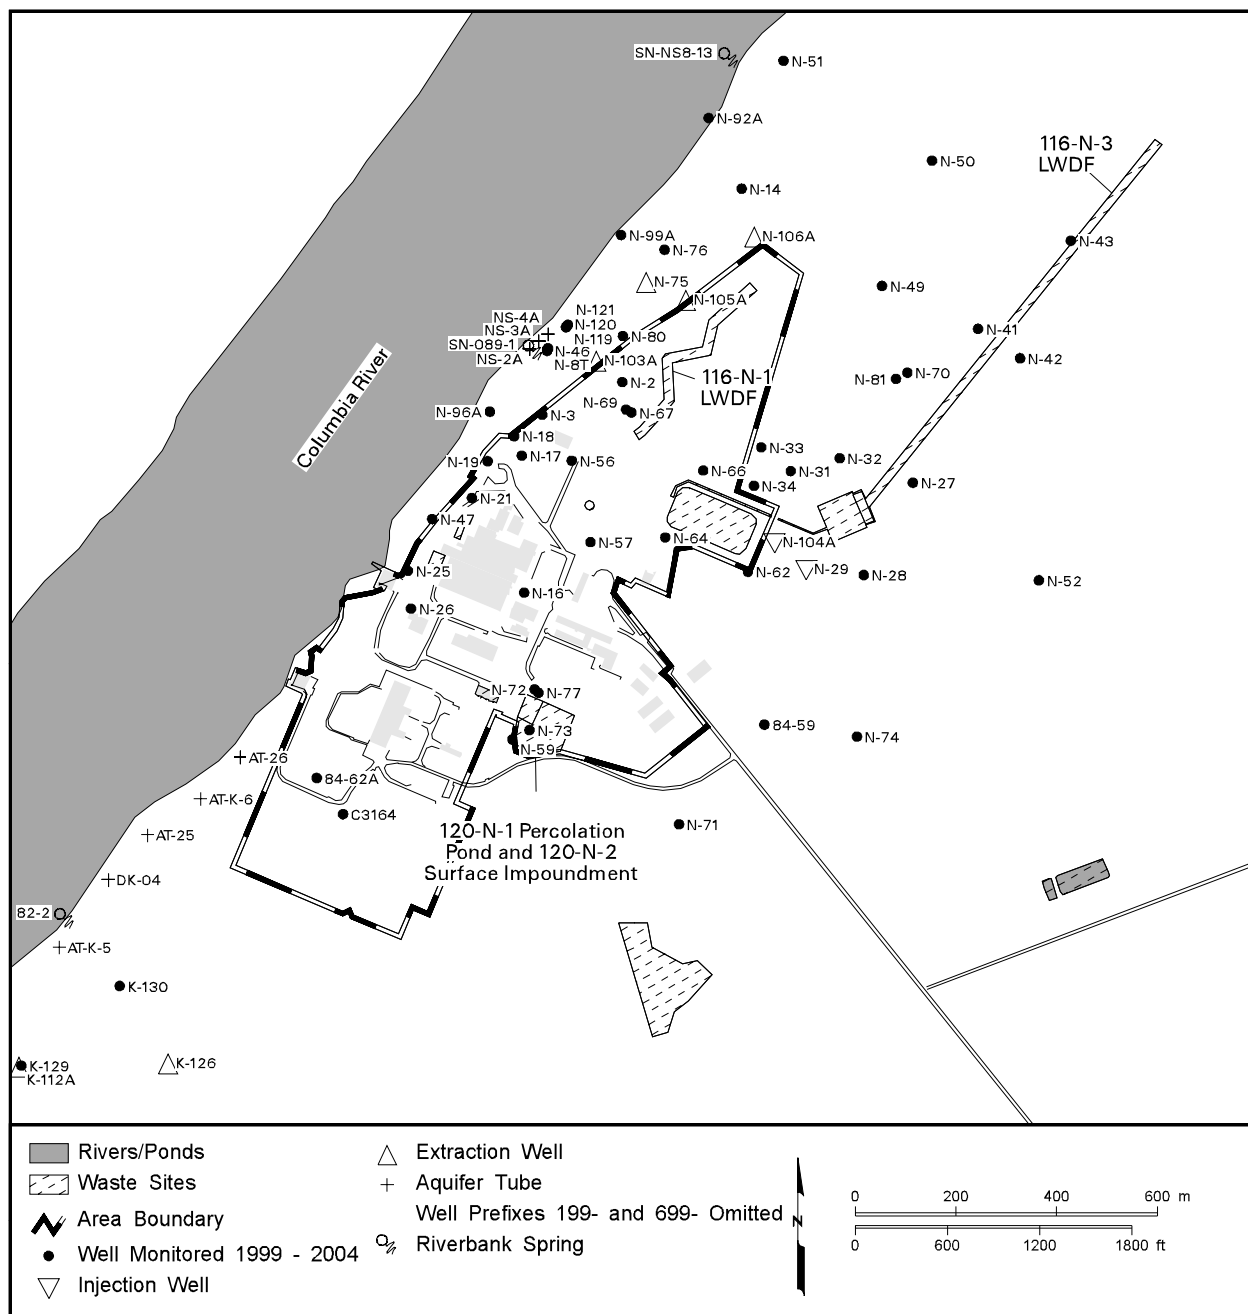 SN-NS8-13
N-51
N-92A
116-N-3
LWDF
N-50
N-14
N-99A
N-106A
N-76
N-43
N-75
N-49
N-105A
NS-4A
N-121
NS-3A
N-120
N-41
SN-089-1
N-119
N-80
NS-2A
N-46
N-8T
N-103A
N-42
N-2
116-N-1
LWDF
N-81
N-70
Columbia River
N-96A
N-3
N-69
N-67
N-18
N-17
N-33
N-19
N-56
N-66
N-31
N-32
N-34
N-27
N-21
N-47
N-57
N-64
N-104A
N-25
N-62
N-29
N-28
N-52
N-26
N-16
N-72
N-77
N-73
84-59
N-74
N-59
AT-26
84-62A
AT-K-6
C3164
AT-25
N-71
120-N-1 Percolation
Pond and 120-N-2
Surface Impoundment
DK-04
82-2
AT-K-5
K-130
K-129
K-126
K-112A
Rivers/Ponds
Waste Sites
Area Boundary
Well Monitored 1999 - 2004
Injection Well
Extraction Well
Aquifer Tube
Well Prefixes 199- and 699- Omitted
Riverbank Spring
N
0 200 400 600 m
0 600 1200 1800 ft